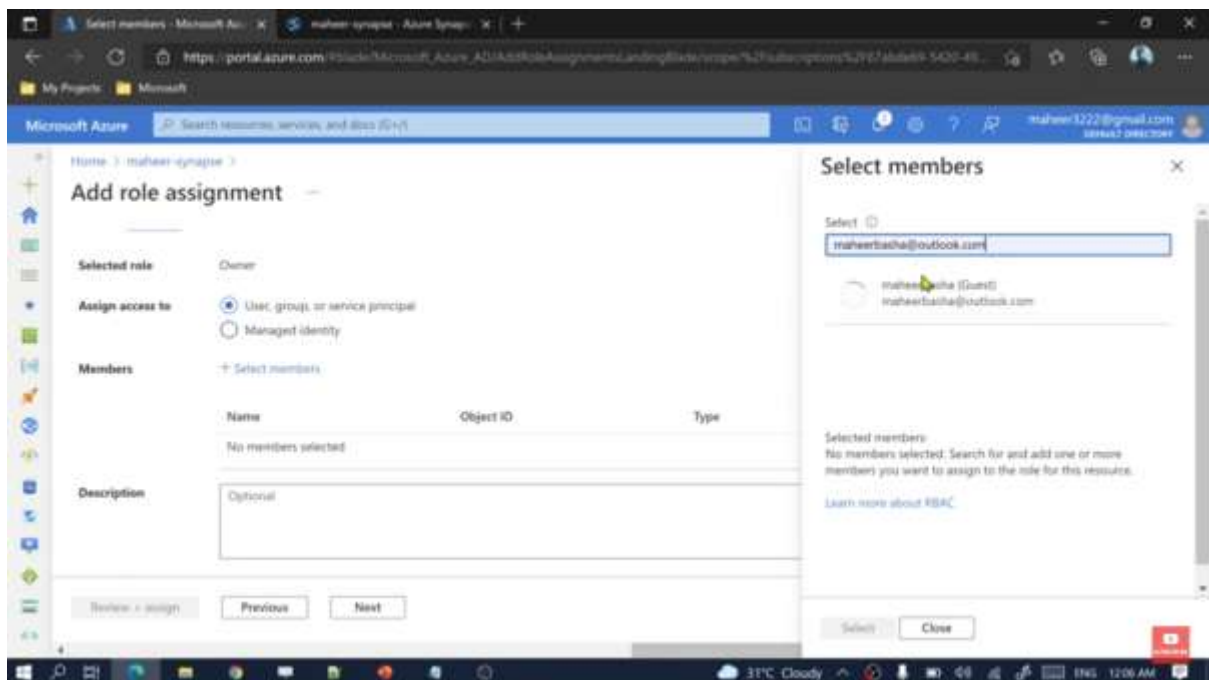 Select members - Microsoft Az
maheer-synapse - Azure Synap
https://portal.azure.com
My Projects
Microsoft
Microsoft Azure
Search resources, services, and docs (G+/)
maheer3222@gmail.com
DEFAULT DIRECTORY
Home > maheer-synapse >
Add role assignment
Selected role
Owner
Assign access to
User, group, or service principal
Managed identity
Members
+ Select members
Name
Object ID
Type
No members selected
Description
Optional
Review + assign
Previous
Next
Select members
Select
maheerbasha@outlook.com
(Guest)
maheerbasha@outlook.com
Selected members:
No members selected. Search for and add one or more
members you want to assign to the role for this resource.
Learn more about RBAC
Select
Close
31°C Cloudy
ENG
12:06 AM